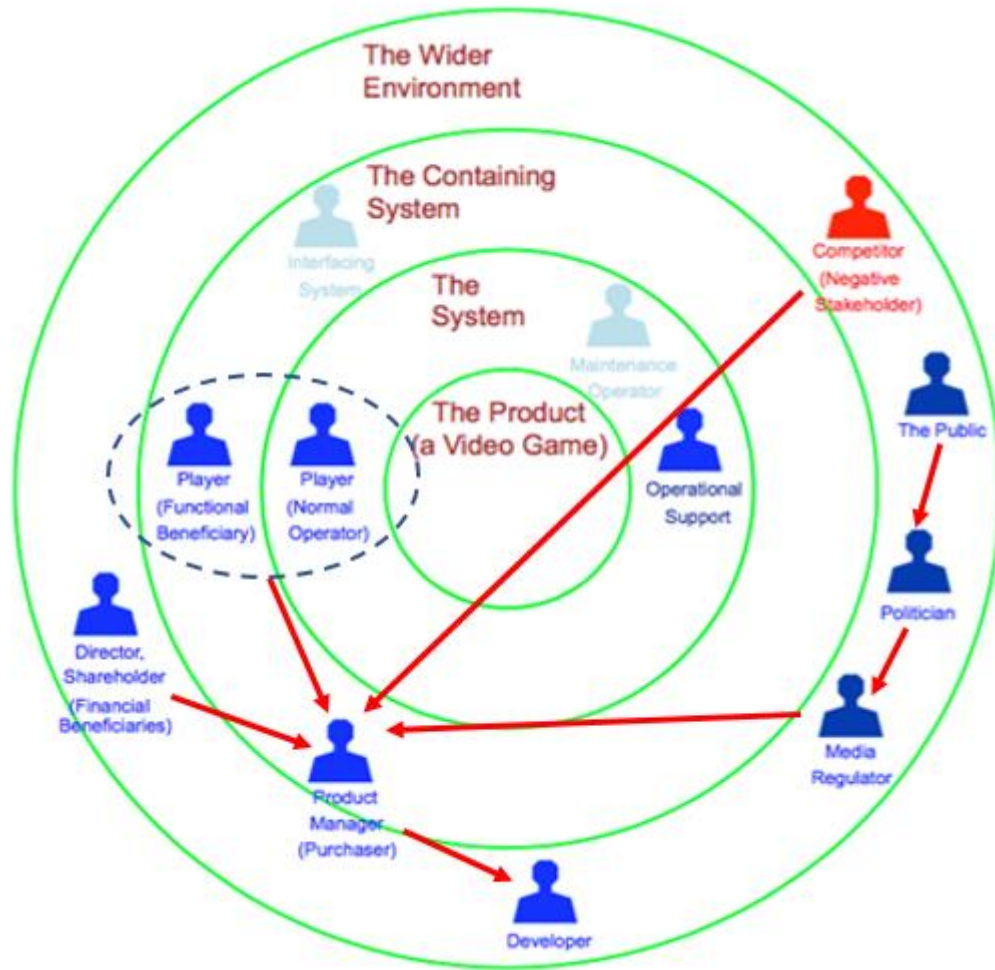 The Wider
Environment
The Containing
System
Interfacing
System
Competitor
(Negative
Stakeholder)
The
System
Maintenance
Operator
The Product
(a Video Game)
The Public
Player
(Functional
Beneficiary)
Player
(Normal
Operator)
Operational
Support
Politician
Director,
Shareholder
(Financial
Beneficiaries)
Media
Regulator
Product
Manager
(Purchaser)
Developer